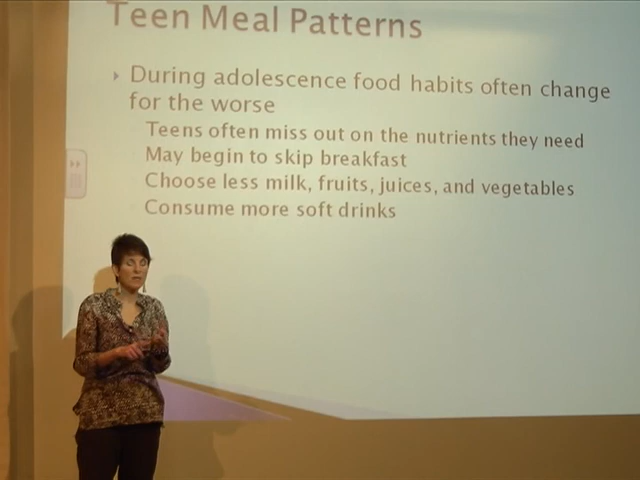 Teen Meal Patterns
During adolescence food habits often change
for the worse
Teens often miss out on the nutrients they need
May begin to skip breakfast
Choose less milk, fruits, juices, and vegetables
Consume more soft drinks